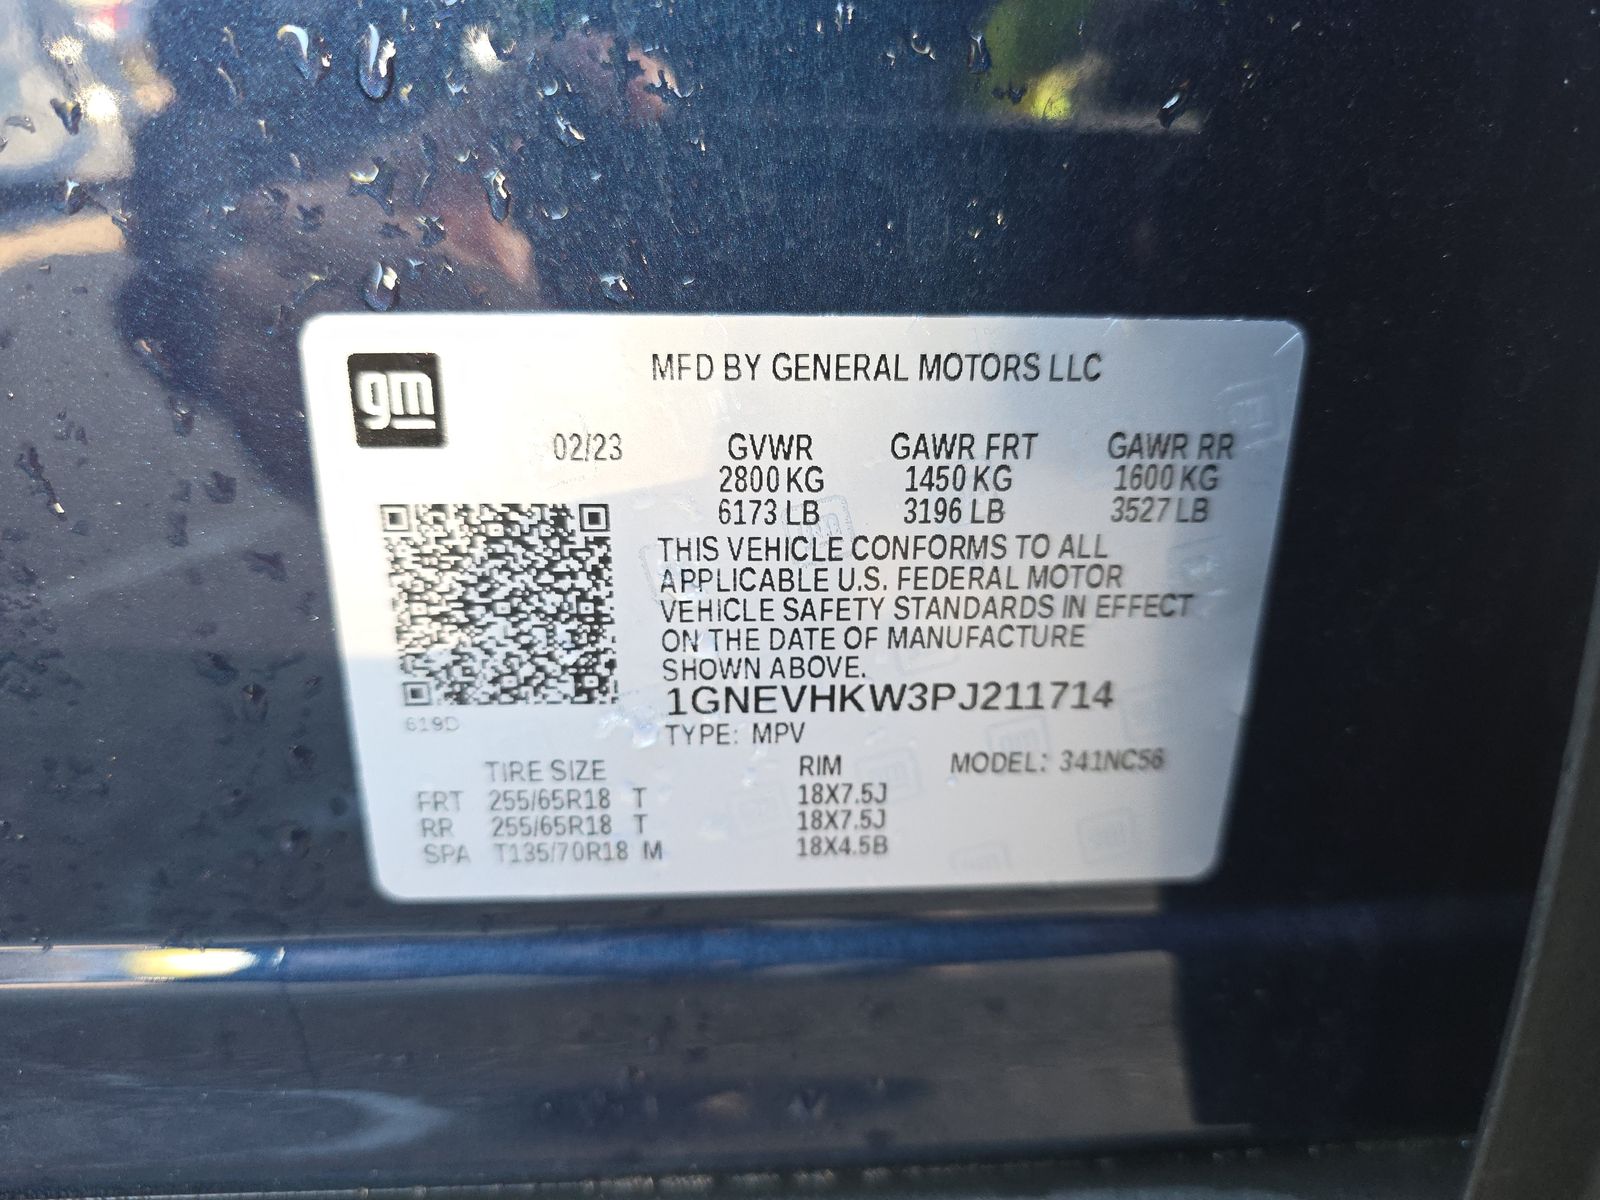 gm
MFD BY GENERAL MOTORS LLC
02/23 GVWR GAWR FRT GAWR RR
2800 KG 1450 KG 1600 KG
6173 LB 3196 LB 3527 LB
THIS VEHICLE CONFORMS TO ALL
APPLICABLE U.S. FEDERAL MOTOR
VEHICLE SAFETY STANDARDS IN EFFECT
ON THE DATE OF MANUFACTURE
SHOWN ABOVE.
1GNEVHKW3PJ211714
619D
TYPE: MPV
TIRE SIZE RIM MODEL: 341NC56
FRT 255/65R18 T 18X7.5J
RR 255/65R18 T 18X7.5J
SPA T135/70R18 M 18X4.5B